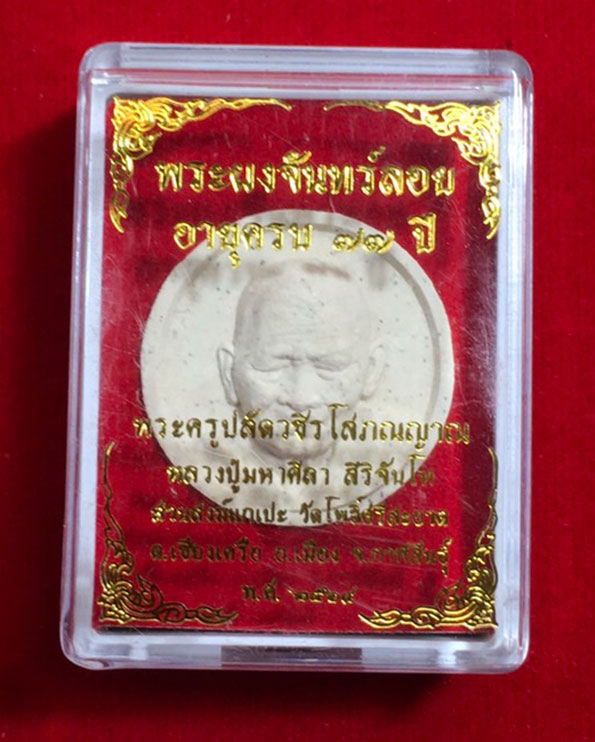 พระผงจันทร์ลอย
อายุครบ ๗๗ ปี
พระครูปลัดวชิรโสภณญาณ
หลวงปู่มหาศิลา สิริจันโท
สวนสงฆ์แกเปะ วัดโพธิ์ศรีสะอาด
ต.เชียงเครือ อ.เมือง จ.กาฬสินธุ์
พ.ศ.